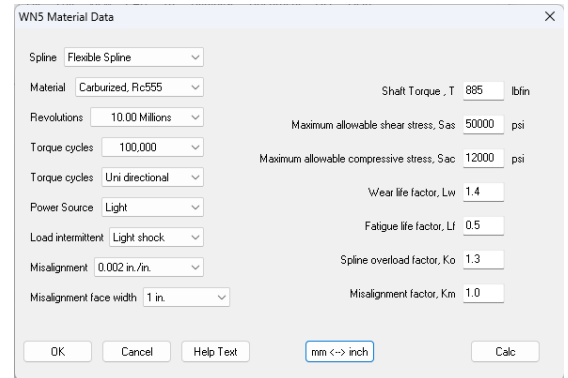 WN5 Material Data
Spline Flexible Spline
Material Carburized, Rc555
Shaft Torque , T 885 lbfin
Revolutions 10.00 Millions
Maximum allowable shear stress, Sas 50000 psi
Torque cycles 100,000
Maximum allowable compressive stress, Sac 12000 psi
Torque cycles Uni directional
Wear life factor, Lw 1.4
Power Source Light
Fatigue life factor, Lf 0.5
Load intermittent Light shock
Spline overload factor, Ko 1.3
Misalignment 0.002 in./in.
Misalignment face width 1 in.
Misalignment factor, Km 1.0
OK Cancel Help Text mm <--> inch Calc